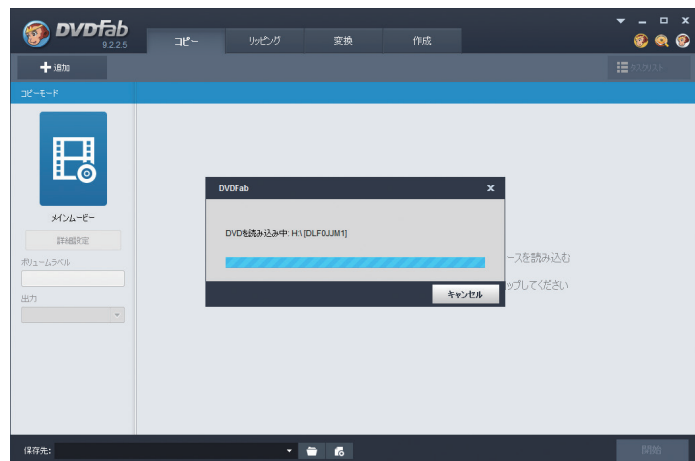 DVDFab
9.2.2.5
コピー
リッピング
変換
作成
追加
タスクリスト
コピーモード
メインムービー
詳細設定
ボリュームラベル
出力
DVDFab
x
DVDを読み込み中: H:\ [DLF0JJM1]
キャンセル
ースを読み込む
ップしてください
保存先:
開始